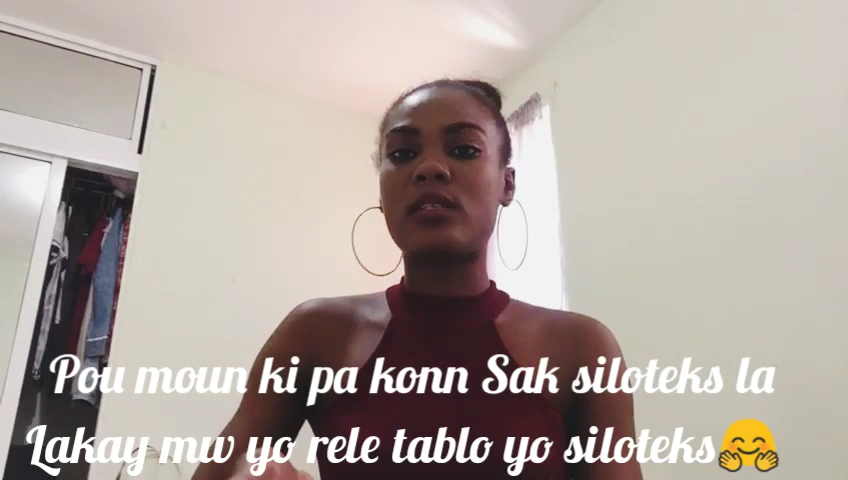 Pou moun ki pa konn Sak siloteks la
Lakay mw yo rele tablo yo siloteks🤗